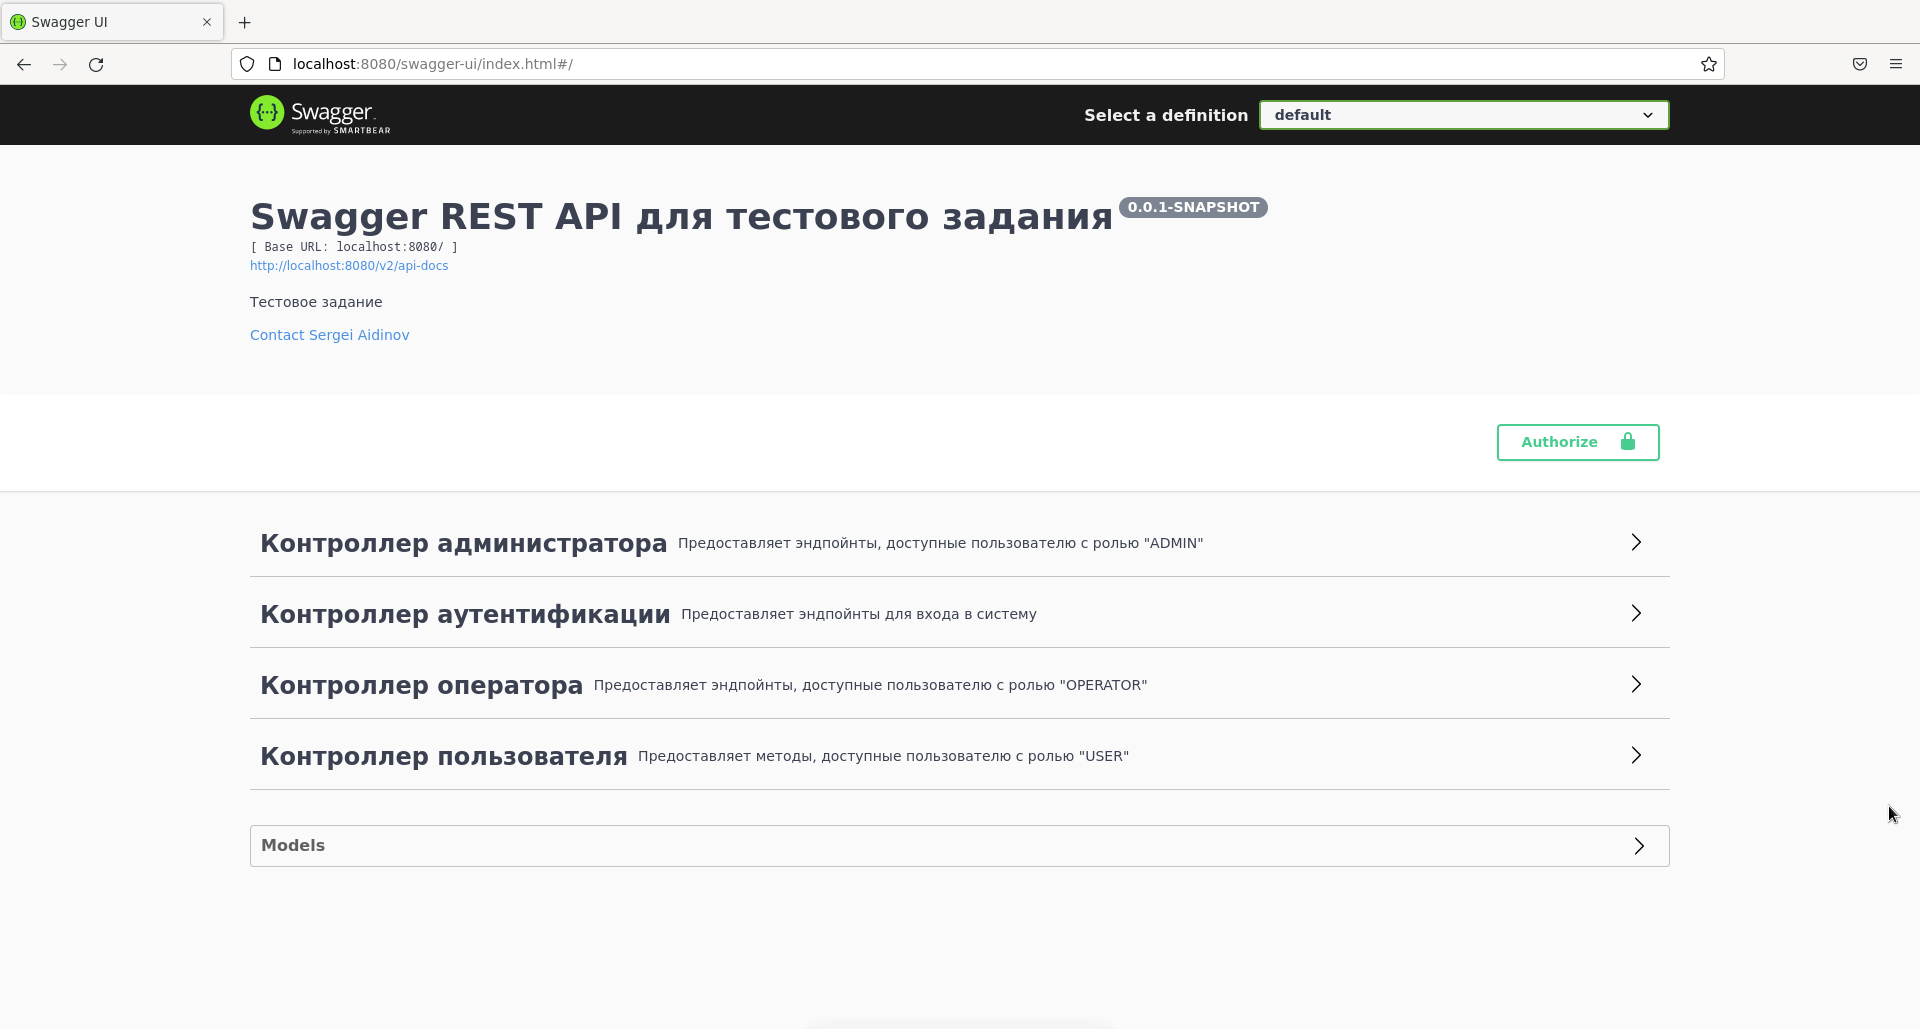 Swagger UI
localhost:8080/swagger-ui/index.html#/
Swagger
Supported by SMARTBEAR
Select a definition
default
Swagger REST API для тестового задания 0.0.1-SNAPSHOT
[ Base URL: localhost:8080/ ]
http://localhost:8080/v2/api-docs
Тестовое задание
Contact Sergei Aidinov
Authorize
Контроллер администратора Предоставляет эндпойнты, доступные пользователю с ролью "ADMIN"
Контроллер аутентификации Предоставляет эндпойнты для входа в систему
Контроллер оператора Предоставляет эндпойнты, доступные пользователю с ролью "OPERATOR"
Контроллер пользователя Предоставляет методы, доступные пользователю с ролью "USER"
Models